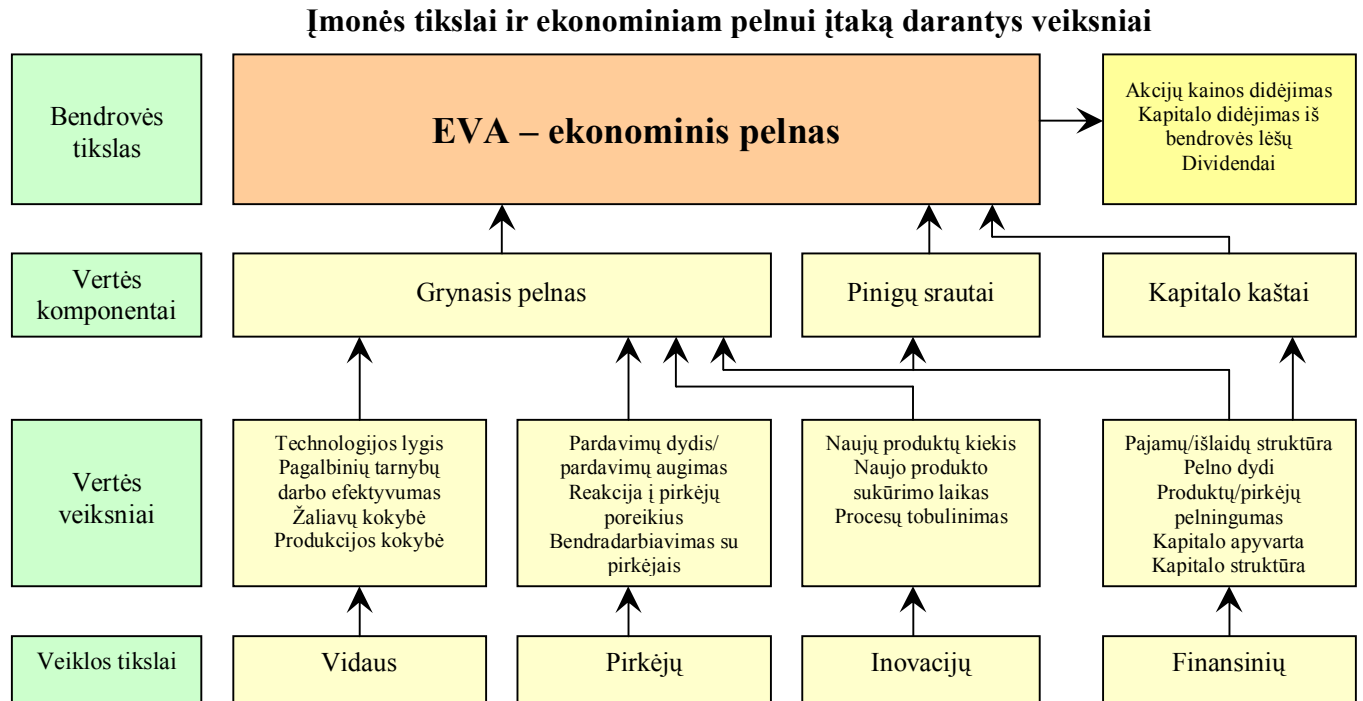 Įmonės tikslai ir ekonominiam pelnui įtaką darantys veiksniai
Bendrovės
tikslas
EVA – ekonominis pelnas
Akcijų kainos didėjimas
Kapitalo didėjimas iš
bendrovės lėšų
Dividendai
Vertės
komponentai
Grynasis pelnas
Pinigų srautai
Kapitalo kaštai
Vertės
veiksniai
Technologijos lygis
Pagalbinių tarnybų
darbo efektyvumas
Žaliavų kokybė
Produkcijos kokybė
Pardavimų dydis/
pardavimų augimas
Reakcija į pirkėjų
poreikius
Bendradarbiavimas su
pirkėjais
Naujų produktų kiekis
Naujo produkto
sukūrimo laikas
Procesų tobulinimas
Pajamų/išlaidų struktūra
Pelno dydi
Produktų/pirkėjų
pelningumas
Kapitalo apyvarta
Kapitalo struktūra
Veiklos tikslai
Vidaus
Pirkėjų
Inovacijų
Finansinių